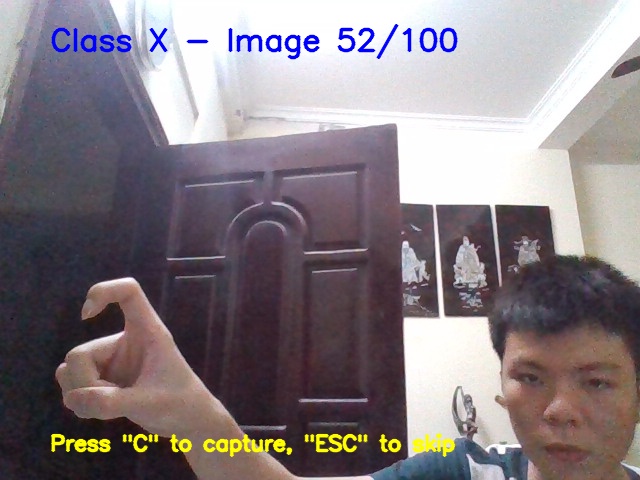 Class X - Image 52/100
Press "C" to capture, "ESC" to skip